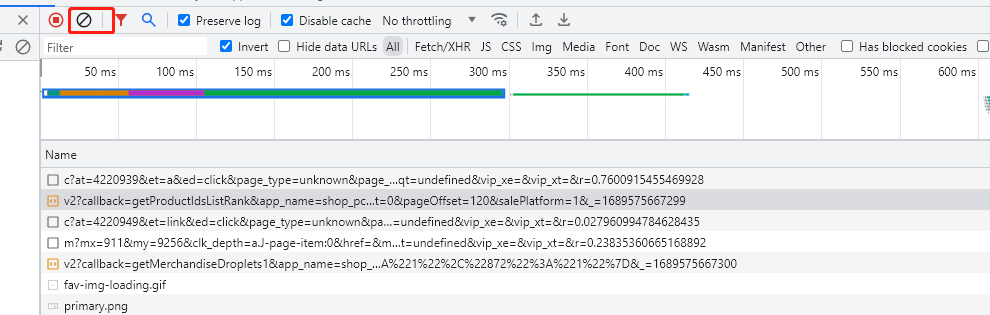 Preserve log Disable cache No throttling
Filter Invert Hide data URLs All Fetch/XHR JS CSS Img Media Font Doc WS Wasm Manifest Other Has blocked cookies
50 ms 100 ms 150 ms 200 ms 250 ms 300 ms 350 ms 400 ms 450 ms 500 ms 550 ms 600 ms
Name
c?at=4220939&et=a&ed=click&page_type=unknown&page_...qt=undefined&vip_xe=&vip_xt=&r=0.7600915455469928
v2?callback=getProductIdsListRank&app_name=shop_pc...t=0&pageOffset=120&salePlatform=1&_=1689575667299
c?at=4220949&et=link&ed=click&page_type=unknown&pa...=undefined&vip_xe=&vip_xt=&r=0.027960994784628435
m?mx=911&my=9256&clk_depth=a.J-page-item:0&href=&m...t=undefined&vip_xe=&vip_xt=&r=0.23835360665168892
v2?callback=getMerchandiseDroplets1&app_name=shop_...A%221%22%2C%22872%22%3A%221%22%7D&_=1689575667300
fav-img-loading.gif
primary.png